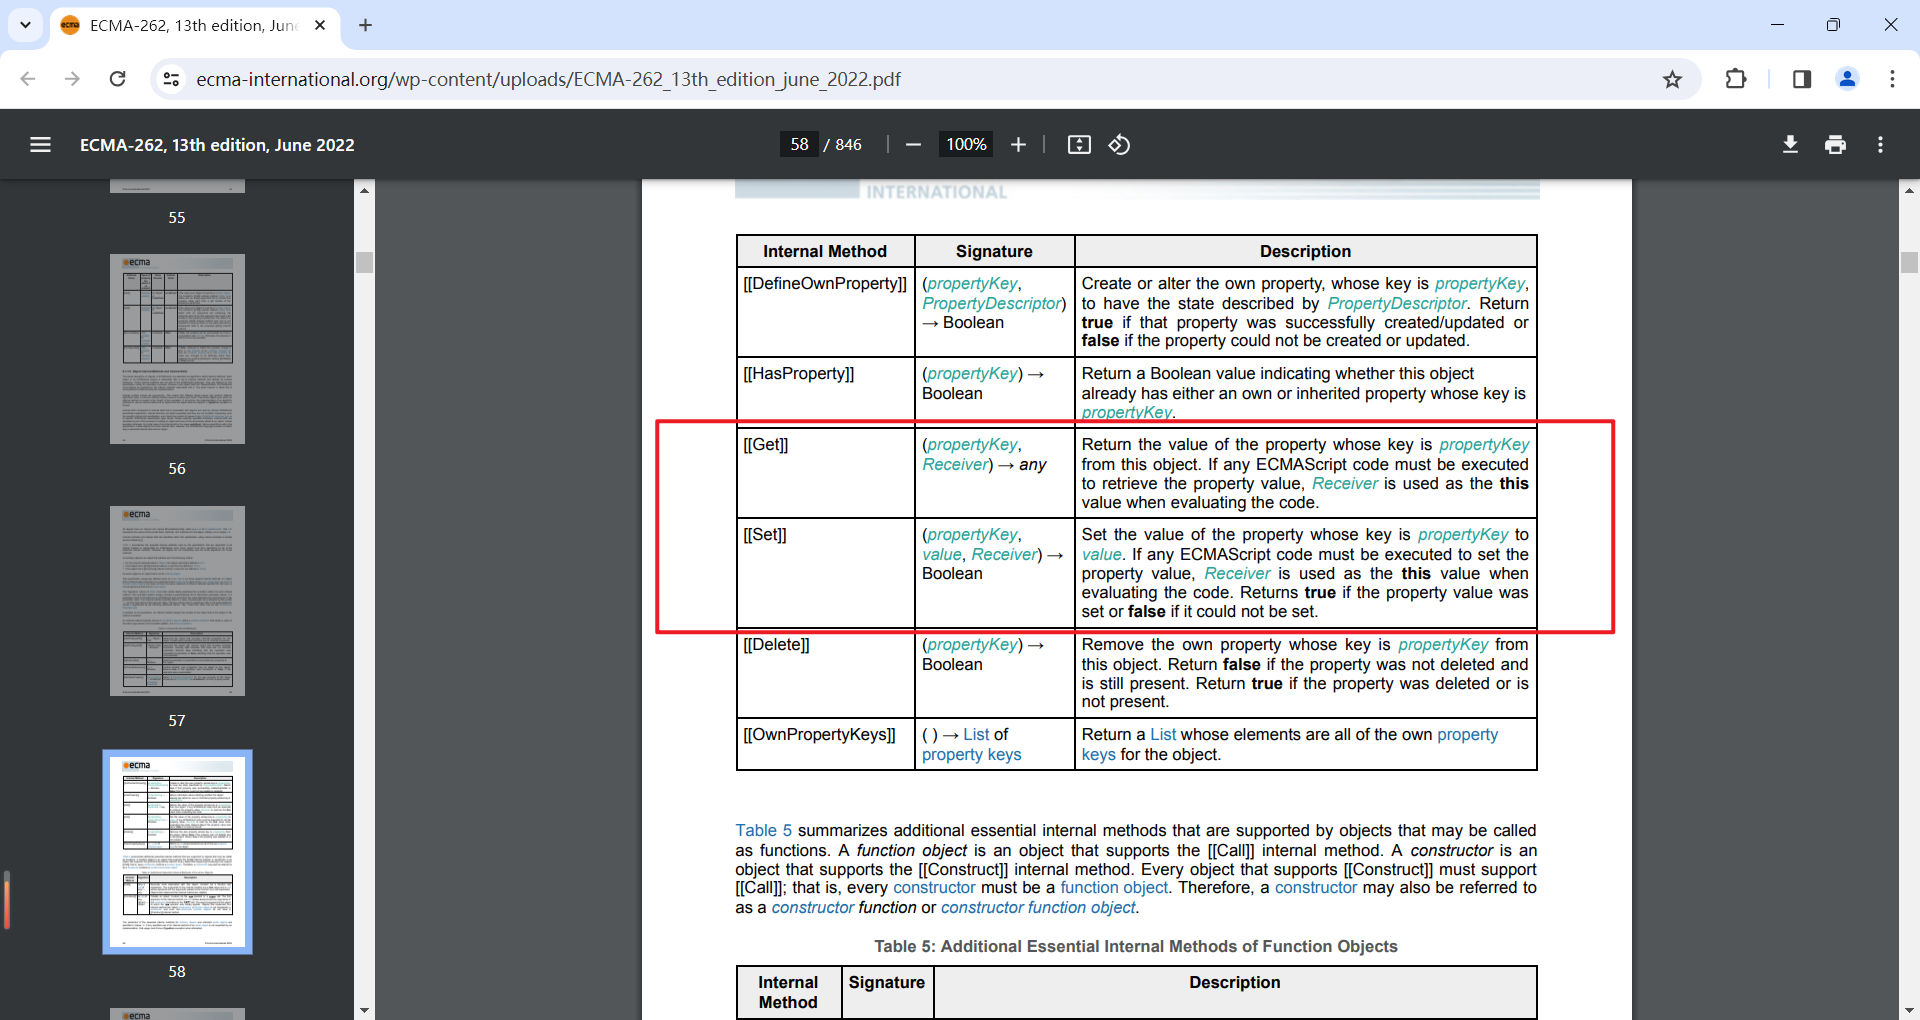 ECMA-262, 13th edition, June
ecma-international.org/wp-content/uploads/ECMA-262_13th_edition_june_2022.pdf
ECMA-262, 13th edition, June 2022
58 / 846
100%
55
ecma
56
ecma
57
ecma
58
ecma
INTERNATIONAL
Internal Method Signature Description
[[DefineOwnProperty]] (propertyKey, Create or alter the own property, whose key is propertyKey,
PropertyDescriptor) to have the state described by PropertyDescriptor. Return
→ Boolean true if that property was successfully created/updated or
false if the property could not be created or updated.
[[HasProperty]] (propertyKey) → Return a Boolean value indicating whether this object
Boolean already has either an own or inherited property whose key is
propertyKey.
[[Get]] (propertyKey, Return the value of the property whose key is propertyKey
Receiver) → any from this object. If any ECMAScript code must be executed
to retrieve the property value, Receiver is used as the this
value when evaluating the code.
[[Set]] (propertyKey, Set the value of the property whose key is propertyKey to
value, Receiver) → value. If any ECMAScript code must be executed to set the
Boolean property value, Receiver is used as the this value when
evaluating the code. Returns true if the property value was
set or false if it could not be set.
[[Delete]] (propertyKey) → Remove the own property whose key is propertyKey from
Boolean this object. Return false if the property was not deleted and
is still present. Return true if the property was deleted or is
not present.
[[OwnPropertyKeys]] ( ) → List of Return a List whose elements are all of the own property
property keys keys for the object.
Table 5 summarizes additional essential internal methods that are supported by objects that may be called
as functions. A function object is an object that supports the [[Call]] internal method. A constructor is an
object that supports the [[Construct]] internal method. Every object that supports [[Construct]] must support
[[Call]]; that is, every constructor must be a function object. Therefore, a constructor may also be referred to
as a constructor function or constructor function object.
Table 5: Additional Essential Internal Methods of Function Objects
Internal Signature Description
Method